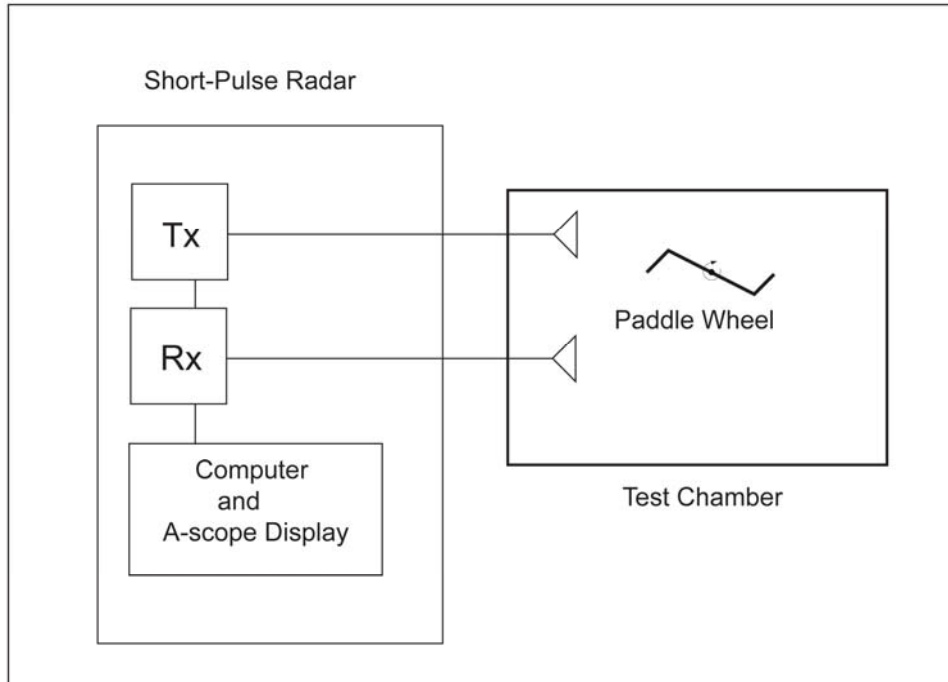 Short-Pulse Radar
Tx
Rx
Computer
and
A-scope Display
Paddle Wheel
Test Chamber